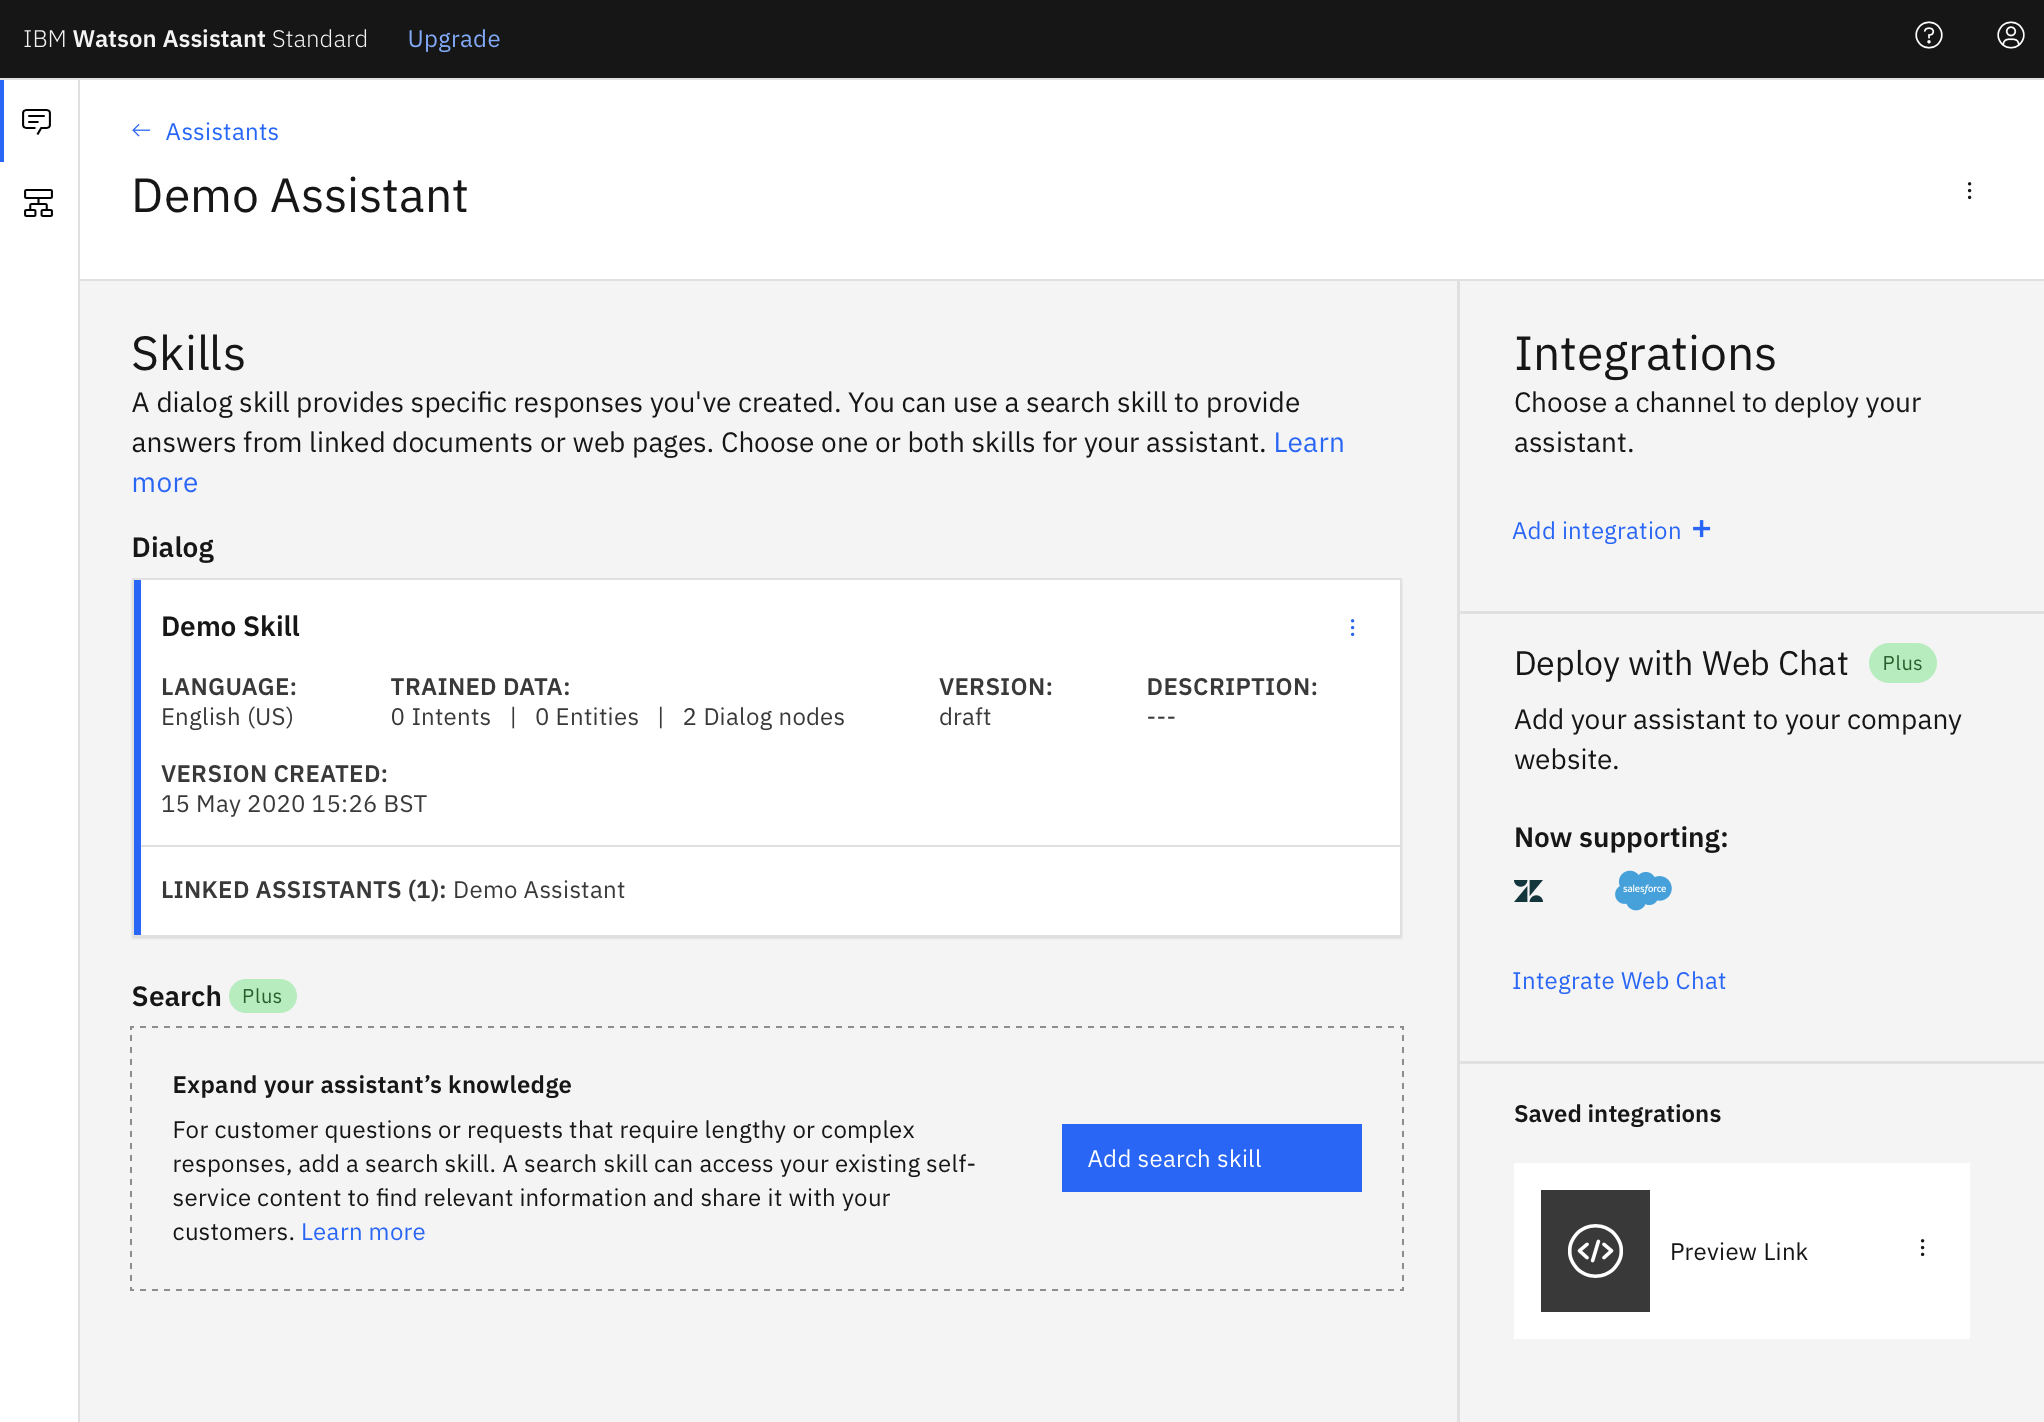 IBM Watson Assistant Standard Upgrade
← Assistants
Demo Assistant
Skills
A dialog skill provides specific responses you've created. You can use a search skill to provide
answers from linked documents or web pages. Choose one or both skills for your assistant. Learn
more
Dialog
Demo Skill
LANGUAGE: TRAINED DATA: VERSION: DESCRIPTION:
English (US) 0 Intents | 0 Entities | 2 Dialog nodes draft ---
VERSION CREATED:
15 May 2020 15:26 BST
LINKED ASSISTANTS (1): Demo Assistant
Search Plus
Expand your assistant’s knowledge
For customer questions or requests that require lengthy or complex
responses, add a search skill. A search skill can access your existing self-
service content to find relevant information and share it with your
customers. Learn more
Add search skill
Integrations
Choose a channel to deploy your
assistant.
Add integration +
Deploy with Web Chat Plus
Add your assistant to your company
website.
Now supporting:
salesforce
Integrate Web Chat
Saved integrations
Preview Link